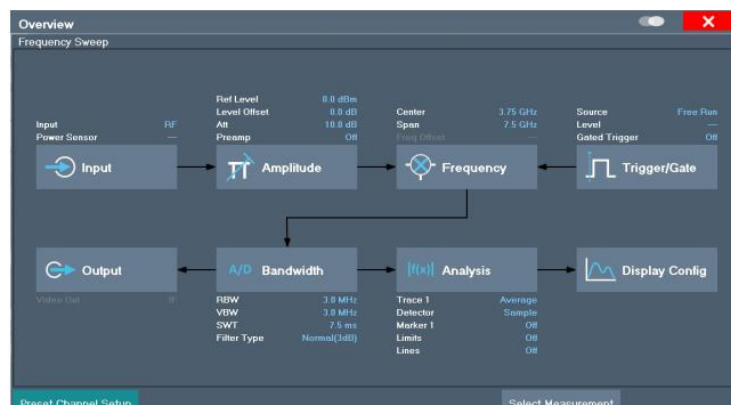 Overview
Frequency Sweep
Ref Level 0.0 dBm
Level Offset 0.0 dB
Input RF
Att 10.0 dB
Center 3.75 GHz
Span 7.5 GHz
Source Free Run
Level —
Power Sensor —
Preamp Off
Freq Offset —
Gated Trigger Off
Input
Amplitude
Frequency
Trigger/Gate
Output
A/D Bandwidth
|f(x)| Analysis
Display Config
Video Out IF
RBW 3.0 MHz
VBW 3.0 MHz
SWT 7.5 ms
Filter Type Normal(3dB)
Trace 1 Average
Detector Sample
Marker 1 Off
Limits Off
Lines Off
Preset Channel Setup
Select Measurement